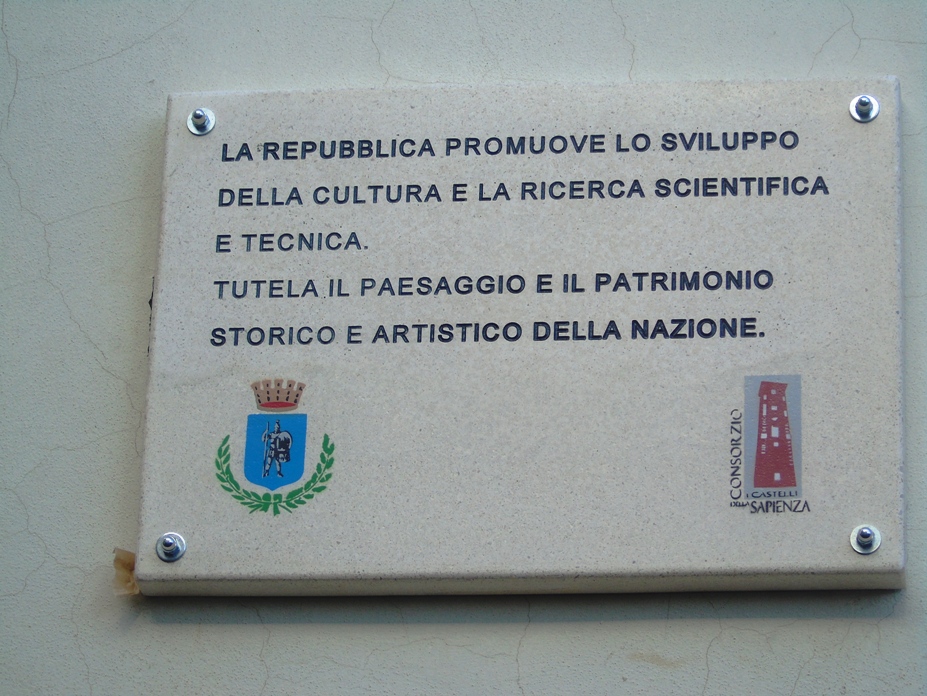 LA REPUBBLICA PROMUOVE LO SVILUPPO
DELLA CULTURA E LA RICERCA SCIENTIFICA
E TECNICA.
TUTELA IL PAESAGGIO E IL PATRIMONIO
STORICO E ARTISTICO DELLA NAZIONE.
CONSORZIO
I CASTELLI
DELLA SAPIENZA